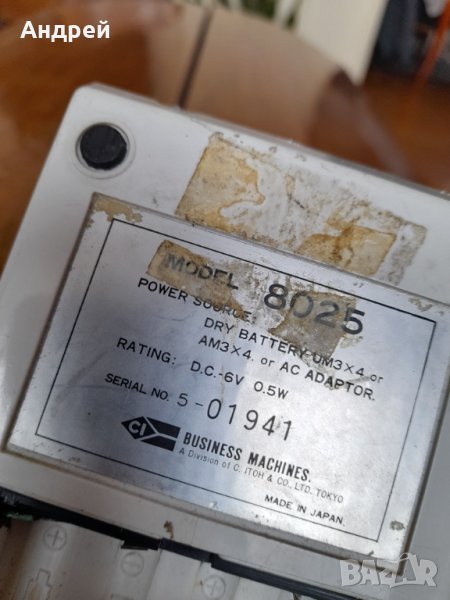 Андрей
MODEL 8025
POWER SOURCE:
DRY BATTERY UM3×4 or
AM3×4, or AC ADAPTOR.
RATING: D.C.-6V 0.5W
SERIAL NO. 5-01941
CI BUSINESS MACHINES.
A Division of C. ITOH & CO., LTD. TOKYO
MADE IN JAPAN.
BAZAR